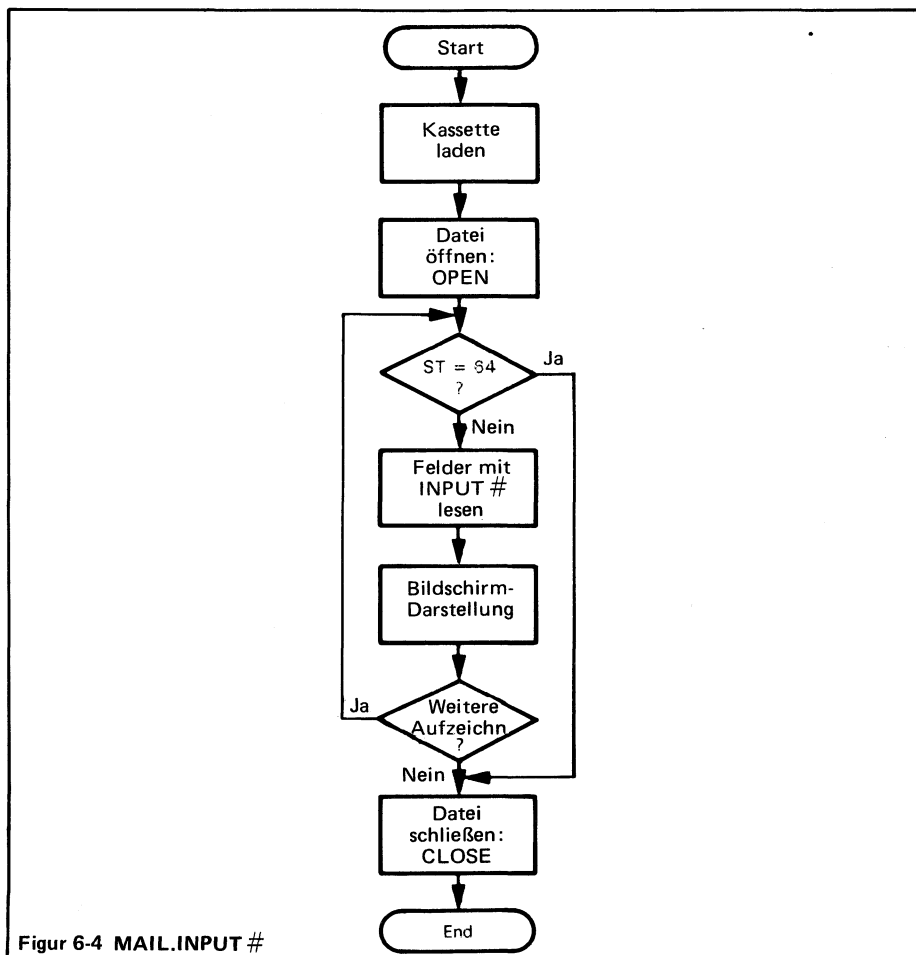 Start
Kassette
laden
Datei
öffnen:
OPEN
ST = 64
?
Ja
Nein
Felder mit
INPUT #
lesen
Bildschirm-
Darstellung
Ja
Weitere
Aufzeichn
?
Nein
Datei
schließen:
CLOSE
End
Figur 6-4 MAIL.INPUT #